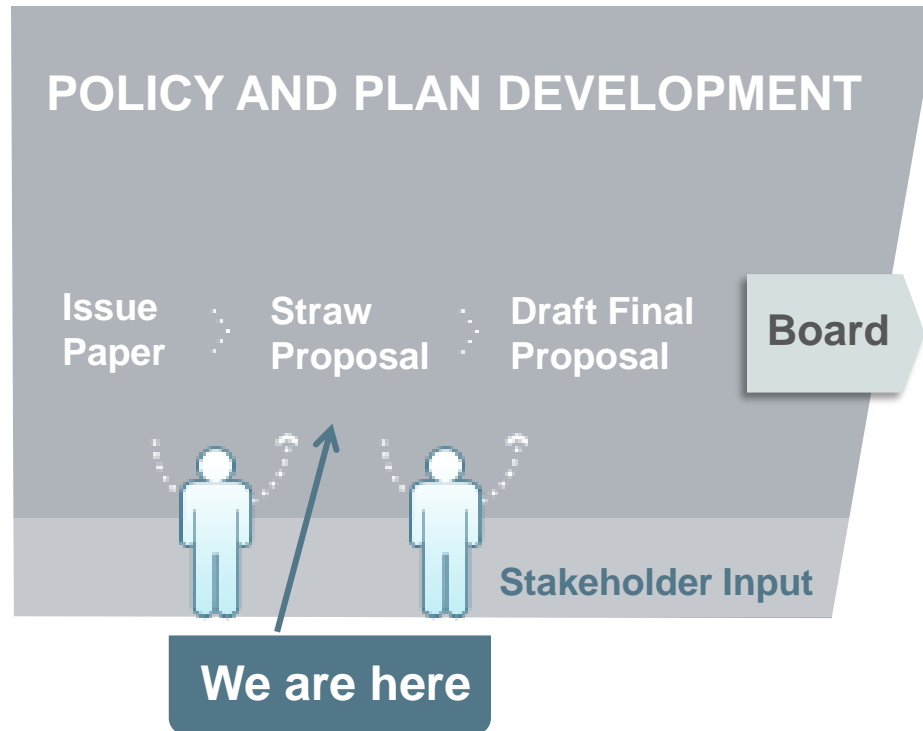 POLICY AND PLAN DEVELOPMENT
Issue
Paper
Straw
Proposal
Draft Final
Proposal
Board
Stakeholder Input
We are here